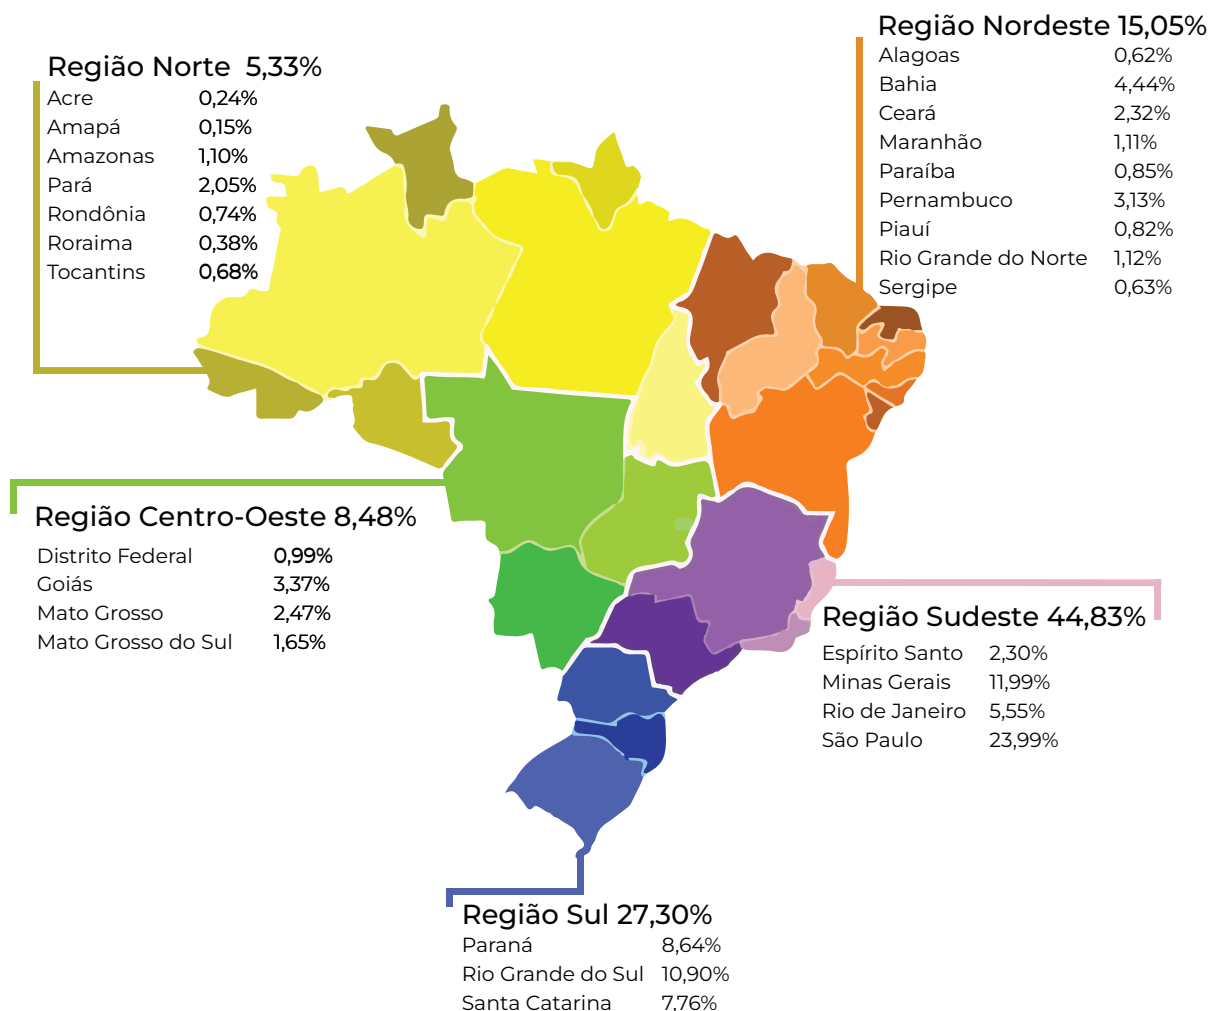 Região Norte 5,33%
Acre 0,24%
Amapá 0,15%
Amazonas 1,10%
Pará 2,05%
Rondônia 0,74%
Roraima 0,38%
Tocantins 0,68%
Região Nordeste 15,05%
Alagoas 0,62%
Bahia 4,44%
Ceará 2,32%
Maranhão 1,11%
Paraíba 0,85%
Pernambuco 3,13%
Piauí 0,82%
Rio Grande do Norte 1,12%
Sergipe 0,63%
Região Centro-Oeste 8,48%
Distrito Federal 0,99%
Goiás 3,37%
Mato Grosso 2,47%
Mato Grosso do Sul 1,65%
Região Sudeste 44,83%
Espírito Santo 2,30%
Minas Gerais 11,99%
Rio de Janeiro 5,55%
São Paulo 23,99%
Região Sul 27,30%
Paraná 8,64%
Rio Grande do Sul 10,90%
Santa Catarina 7,76%